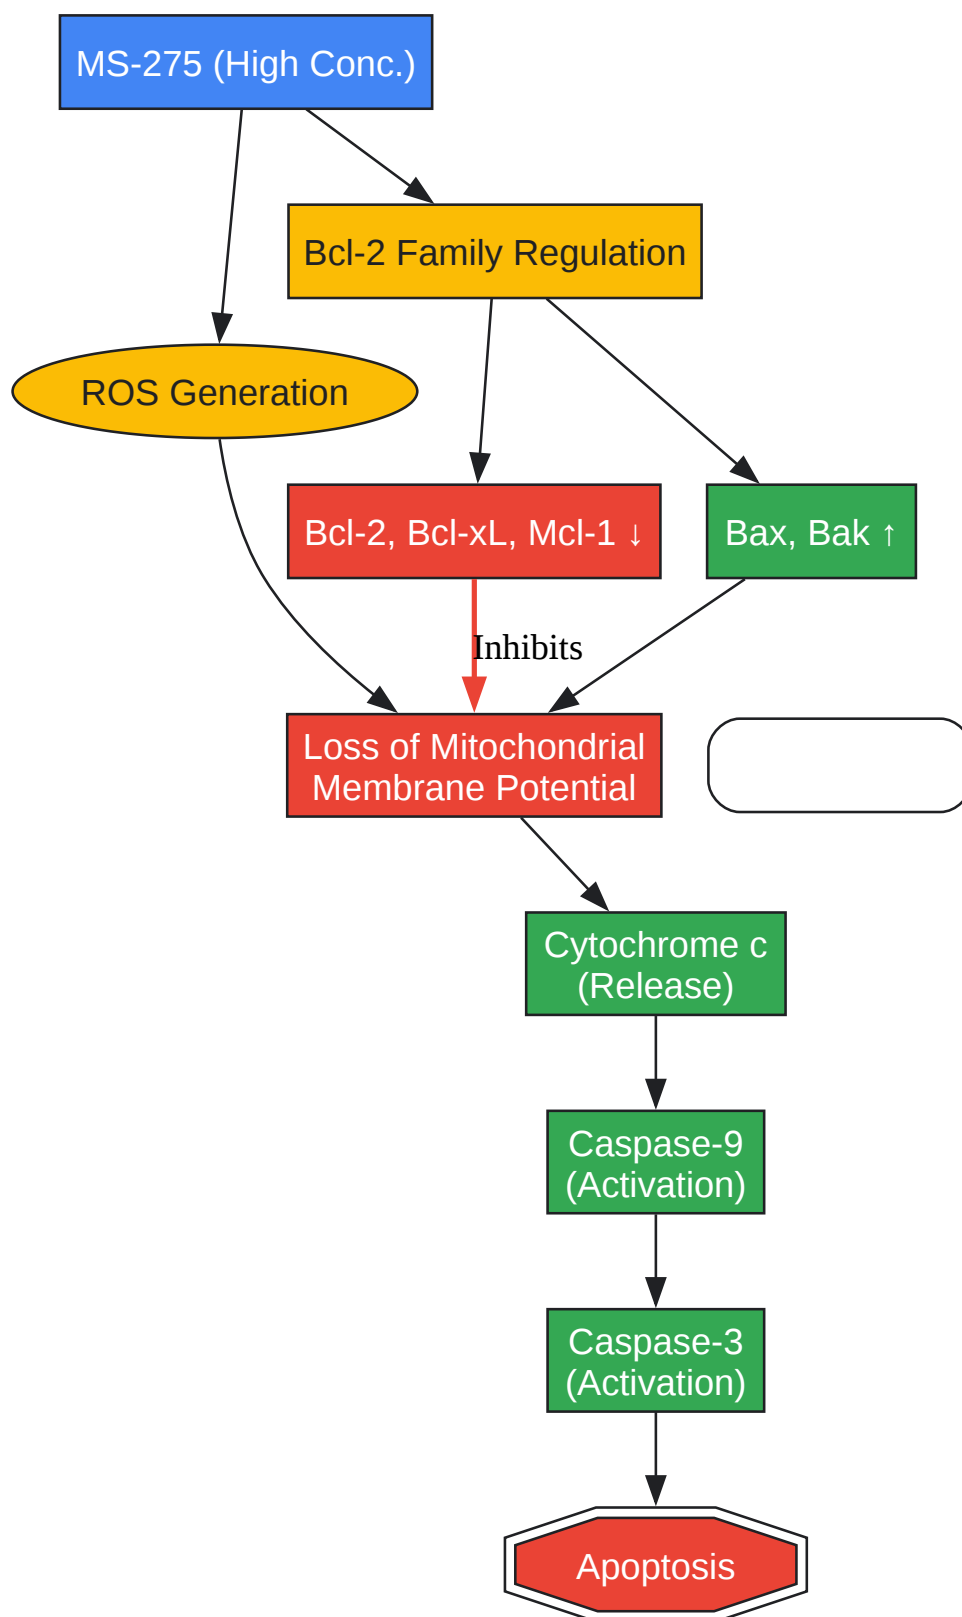 MS-275 (High Conc.)
Bcl-2 Family Regulation
ROS Generation
Bcl-2, Bcl-xL, Mcl-1 ↓
Bax, Bak ↑
Inhibits
Loss of Mitochondrial
Membrane Potential
Cytochrome c
(Release)
Caspase-9
(Activation)
Caspase-3
(Activation)
Apoptosis